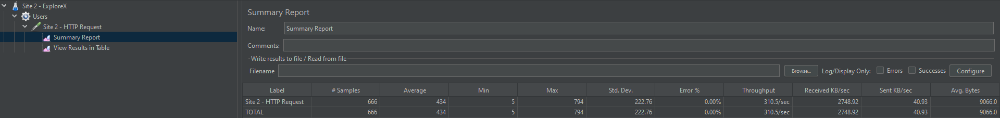 Site 2 - ExploreX
Users
Site 2 - HTTP Request
Summary Report
View Results in Table
Summary Report
Name: Summary Report
Comments:
Write results to file / Read from file
Filename Browse... Log/Display Only: Errors Successes Configure
Label # Samples Average Min Max Std. Dev. Error % Throughput Received KB/sec Sent KB/sec Avg. Bytes
Site 2 - HTTP Request 666 434 5 794 222.76 0.00% 310.5/sec 2748.92 40.93 9066.0
TOTAL 666 434 5 794 222.76 0.00% 310.5/sec 2748.92 40.93 9066.0